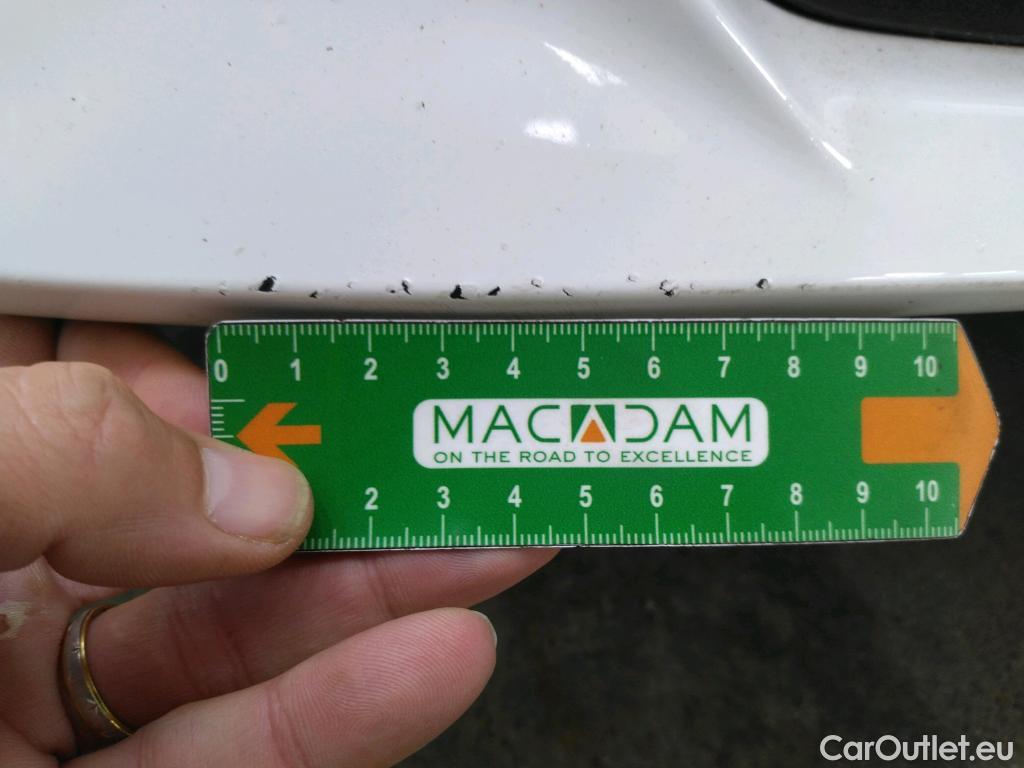 0 1 2 3 4 5 6 7 8 9 10
MACADAM
ON THE ROAD TO EXCELLENCE
2 3 4 5 6 7 8 9 10
CarOutlet.eu